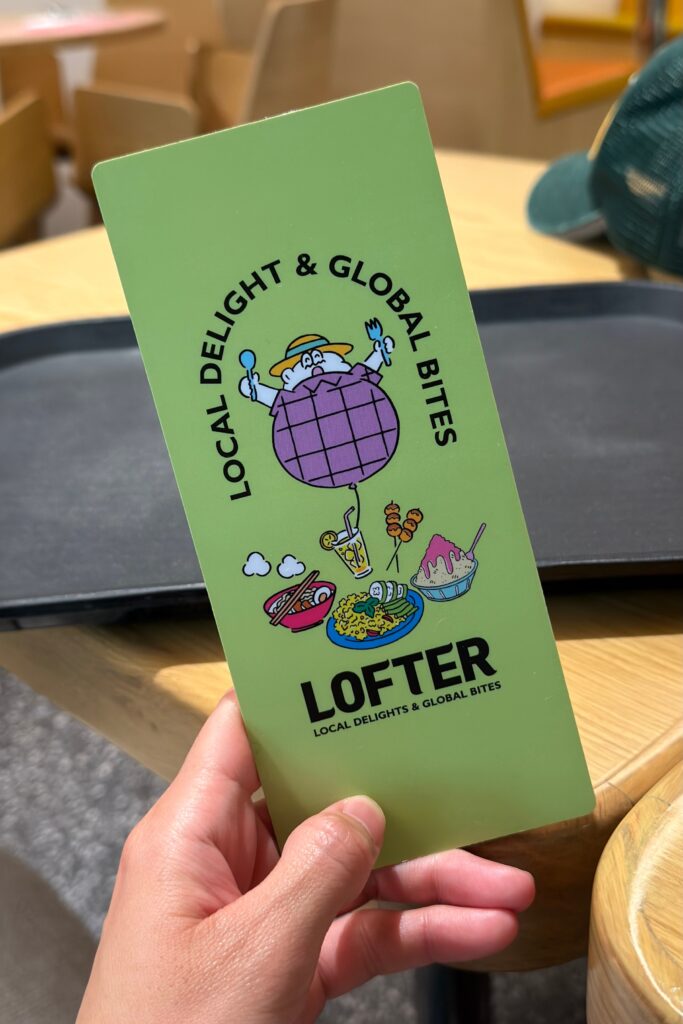 LOCAL DELIGHT & GLOBAL BITES
LOFTER
LOCAL DELIGHTS & GLOBAL BITES